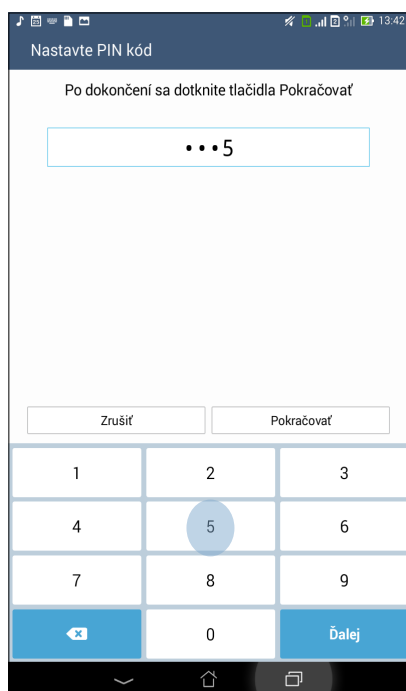 13:42
Nastavte PIN kód
Po dokončení sa dotknite tlačidla Pokračovať
•••5
Zrušiť Pokračovať
1 2 3
4 5 6
7 8 9
0 Ďalej